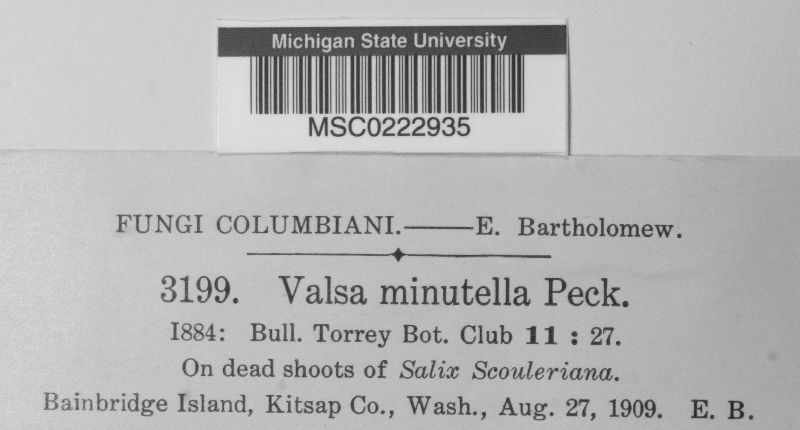 Michigan State University
MSC0222935
FUNGI COLUMBIANI.——E. Bartholomew.
3199. Valsa minutella Peck.
1884: Bull. Torrey Bot. Club 11 : 27.
On dead shoots of Salix Scouleriana.
Bainbridge Island, Kitsap Co., Wash., Aug. 27, 1909. E. B.